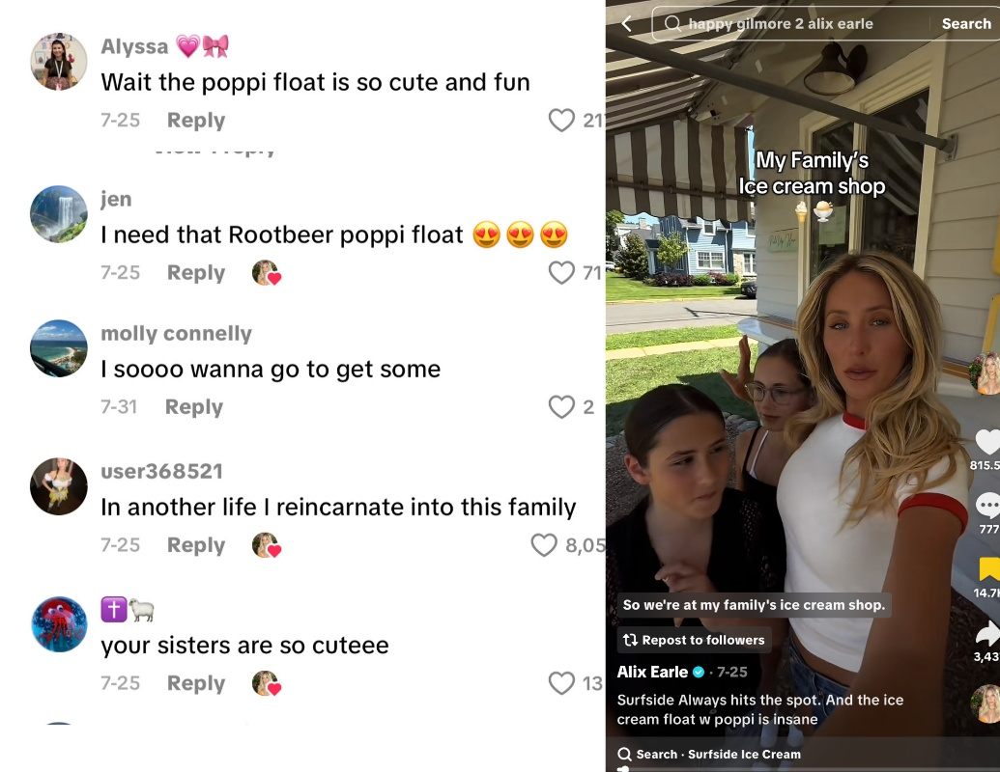 Alyssa 💗🎀
Wait the poppi float is so cute and fun
7-25 Reply
21
jen
I need that Rootbeer poppi float 😍😍😍
7-25 Reply
71
molly connelly
I soooo wanna go to get some
7-31 Reply
2
user368521
In another life I reincarnate into this family
7-25 Reply
8,05
✝️🐑
your sisters are so cuteee
7-25 Reply
13
happy gilmore 2 alix earle
Search
My Family's
Ice cream shop
🍦🍨
815.5
777
14.7
3,43
So we're at my family's ice cream shop.
Repost to followers
Alix Earle · 7-25
Surfside Always hits the spot. And the ice
cream float w poppi is insane
Search · Surfside Ice Cream